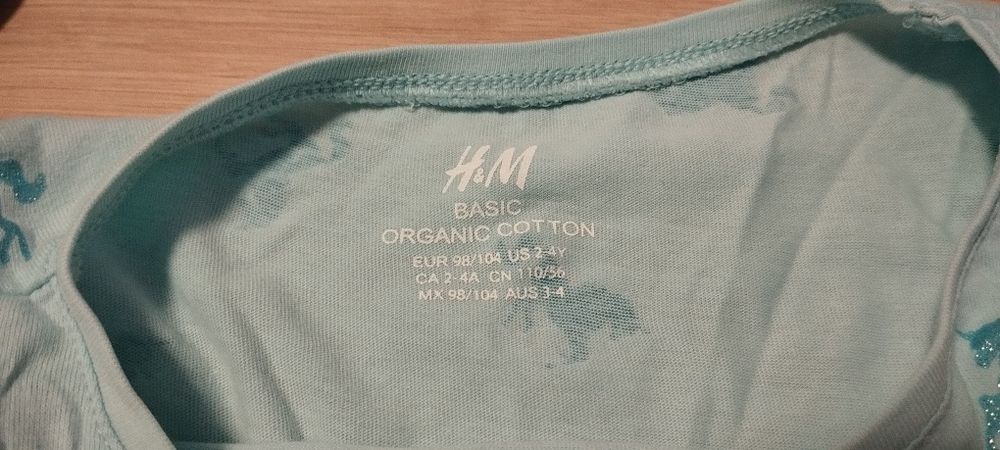 H&M
BASIC
ORGANIC COTTON
EUR 98/104 US 2-4Y
CA 2-4A CN 110/56
MX 98/104 AUS 3-4